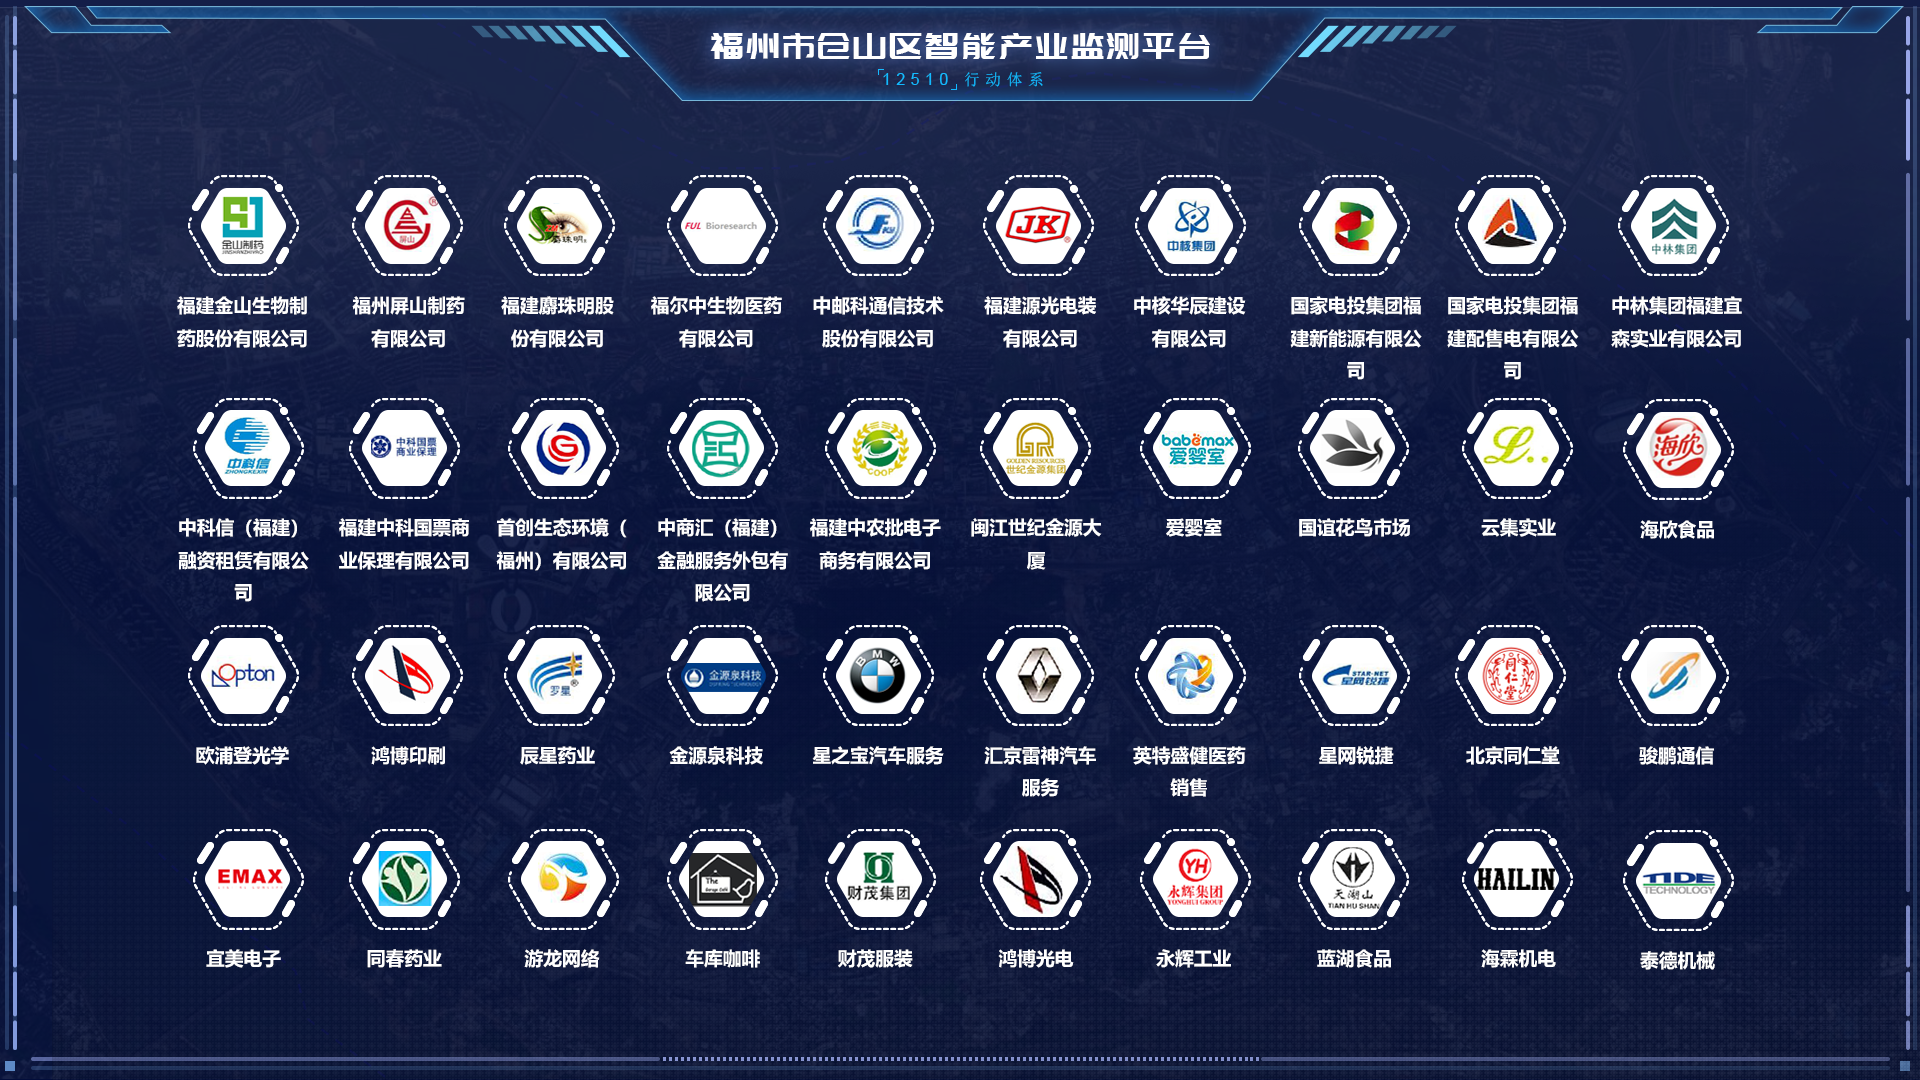 福州市仓山区智能产业监测平台
「12510」行动体系
金山制药
JINSHANZHIYAO
屏山
麝珠明
FUL Bioresearch
JK
中核集团
中林集团
福建金山生物制
药股份有限公司
福州屏山制药
有限公司
福建麝珠明股
份有限公司
福尔中生物医药
有限公司
中邮科通信技术
股份有限公司
福建源光电装
有限公司
中核华辰建设
有限公司
国家电投集团福
建新能源有限公
司
国家电投集团福
建配售电有限公
司
中林集团福建宜
森实业有限公司
中科信
ZHONGKEXIN
中科国票
商业保理
G
COOP
GR
GOLDEN RESOURCES
世纪金源集团
babemax
爱婴室
L..
海欣
中科信（福建）
融资租赁有限公
司
福建中科国票商
业保理有限公司
首创生态环境（
福州）有限公司
中商汇（福建）
金融服务外包有
限公司
福建中农批电子
商务有限公司
闽江世纪金源大
厦
爱婴室
国谊花鸟市场
云集实业
海欣食品
Opton
罗星
金源泉科技
BMW
STAR-NET
星网锐捷
同仁堂
欧浦登光学
鸿博印刷
辰星药业
金源泉科技
星之宝汽车服务
汇京雷神汽车
服务
英特盛健医药
销售
星网锐捷
北京同仁堂
骏鹏通信
EMAX
The
Garage Café
财茂集团
YH
永辉集团
YONGHUI GROUP
天湖山
TIAN HU SHAN
HAILIN
TIDE
TECHNOLOGY
宜美电子
同春药业
游龙网络
车库咖啡
财茂服装
鸿博光电
永辉工业
蓝湖食品
海霖机电
泰德机械